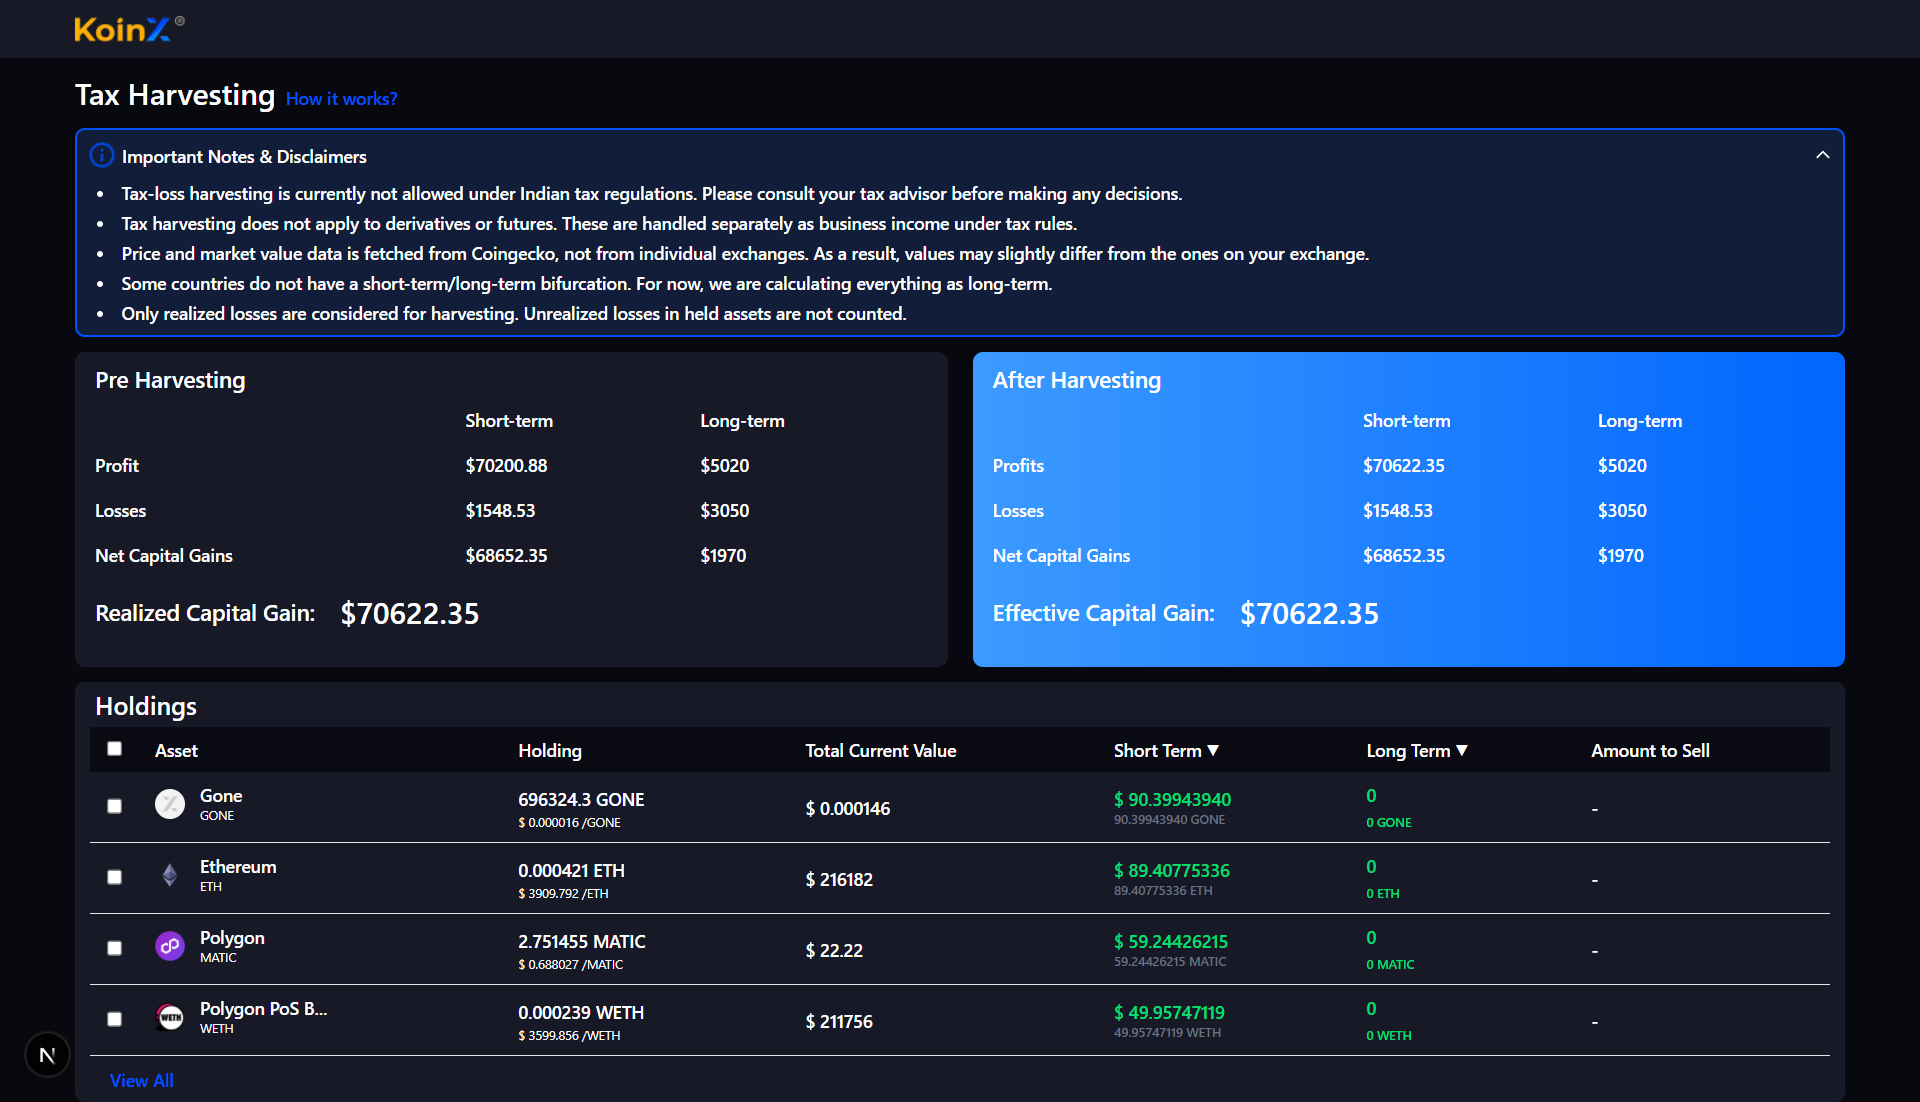 KoinX®
Tax Harvesting How it works?
Important Notes & Disclaimers
• Tax-loss harvesting is currently not allowed under Indian tax regulations. Please consult your tax advisor before making any decisions.
• Tax harvesting does not apply to derivatives or futures. These are handled separately as business income under tax rules.
• Price and market value data is fetched from Coingecko, not from individual exchanges. As a result, values may slightly differ from the ones on your exchange.
• Some countries do not have a short-term/long-term bifurcation. For now, we are calculating everything as long-term.
• Only realized losses are considered for harvesting. Unrealized losses in held assets are not counted.
Pre Harvesting
Short-term Long-term
Profit $70200.88 $5020
Losses $1548.53 $3050
Net Capital Gains $68652.35 $1970
Realized Capital Gain: $70622.35
After Harvesting
Short-term Long-term
Profits $70622.35 $5020
Losses $1548.53 $3050
Net Capital Gains $68652.35 $1970
Effective Capital Gain: $70622.35
Holdings
Asset Holding Total Current Value Short Term ▼ Long Term ▼ Amount to Sell
Gone 696324.3 GONE $ 0.000146 $ 90.39943940 0 -
GONE $ 0.000016 /GONE 90.39943940 GONE 0 GONE
Ethereum 0.000421 ETH $ 216182 $ 89.40775336 0 -
ETH $ 3909.792 /ETH 89.40775336 ETH 0 ETH
Polygon 2.751455 MATIC $ 22.22 $ 59.24426215 0 -
MATIC $ 0.688027 /MATIC 59.24426215 MATIC 0 MATIC
WETH
Polygon PoS B... 0.000239 WETH $ 211756 $ 49.95747119 0 -
WETH $ 3599.856 /WETH 49.95747119 WETH 0 WETH
N
View All